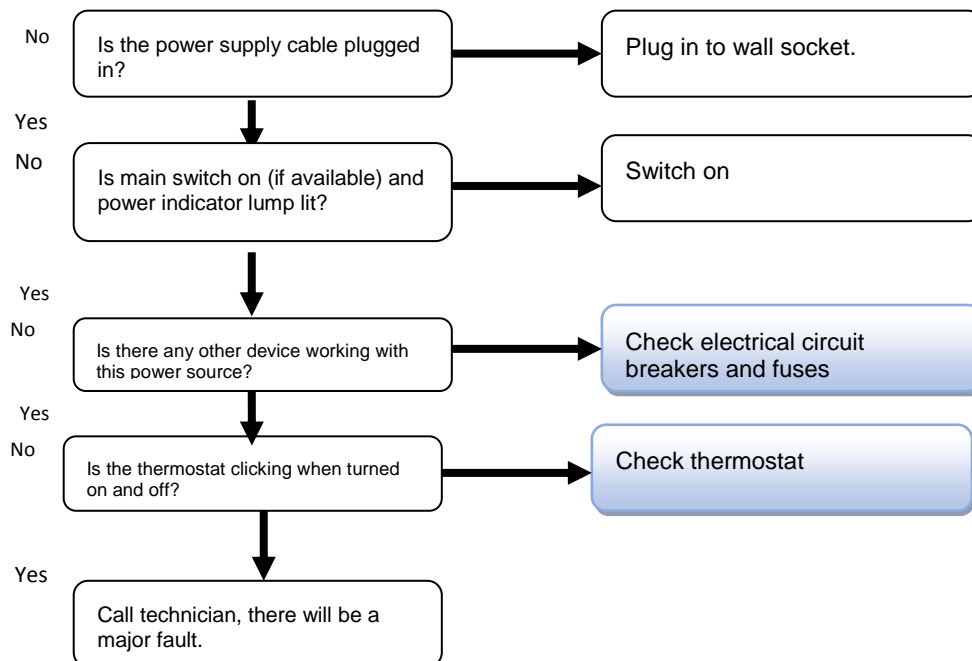 No
Is the power supply cable plugged
in?
Plug in to wall socket.
Yes
No
Is main switch on (if available) and
power indicator lump lit?
Switch on
Yes
No
Is there any other device working with
this power source?
Check electrical circuit
breakers and fuses
Yes
No
Is the thermostat clicking when turned
on and off?
Check thermostat
Yes
Call technician, there will be a
major fault.